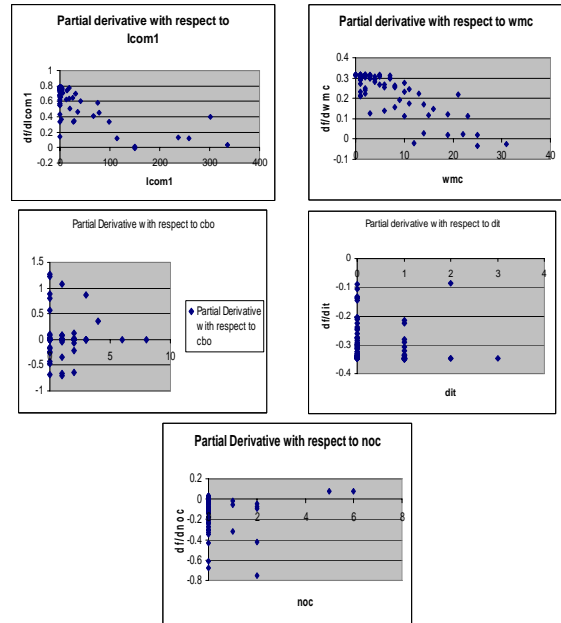 Partial derivative with respect to
lcom1
df/dlcom1
1
0.8
0.6
0.4
0.2
0
-0.2
0 100 200 300 400
lcom1
Partial derivative with respect to wmc
df/dwmc
0.4
0.3
0.2
0.1
0
-0.1
0 10 20 30 40
wmc
Partial Derivative with respect to cbo
1.5
1
0.5
0
-0.5
-1
0 5 10
Partial Derivative
with respect to
cbo
Partial derivative with respect to dit
df/dit
0
-0.1
-0.2
-0.3
-0.4
0 1 2 3 4
dit
Partial Derivative with respect to noc
df/dnoc
0.2
0
-0.2
-0.4
-0.6
-0.8
0 2 4 6 8
noc